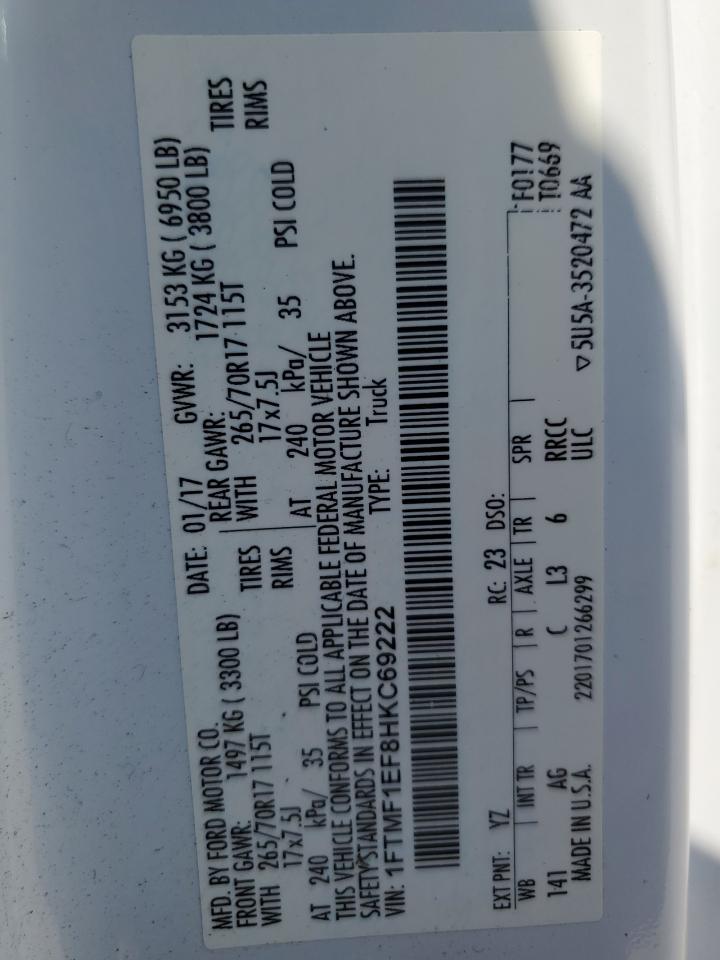 MFD. BY FORD MOTOR CO. DATE: 01/17 GVWR: 3153 KG ( 6950 LB)
FRONT GAWR: 1497 KG ( 3300 LB) REAR GAWR: 1724 KG ( 3800 LB)
WITH 265/70R17 115T TIRES WITH 265/70R17 115T TIRES
17x7.5J RIMS 17x7.5J RIMS
AT 240 kPa/ 35 PSI COLD AT 240 kPa/ 35 PSI COLD
THIS VEHICLE CONFORMS TO ALL APPLICABLE FEDERAL MOTOR VEHICLE
SAFETY STANDARDS IN EFFECT ON THE DATE OF MANUFACTURE SHOWN ABOVE.
VIN: 1FTMF1EF8HKC69222 TYPE: Truck
EXT PNT: YZ RC: 23 DSO: F0177
WB INT TR TP/PS R AXLE TR SPR T0669
141 AG C L3 6 RRCC
MADE IN U.S.A. 2201701266299 ULC ▽5U5A-3520472 AA